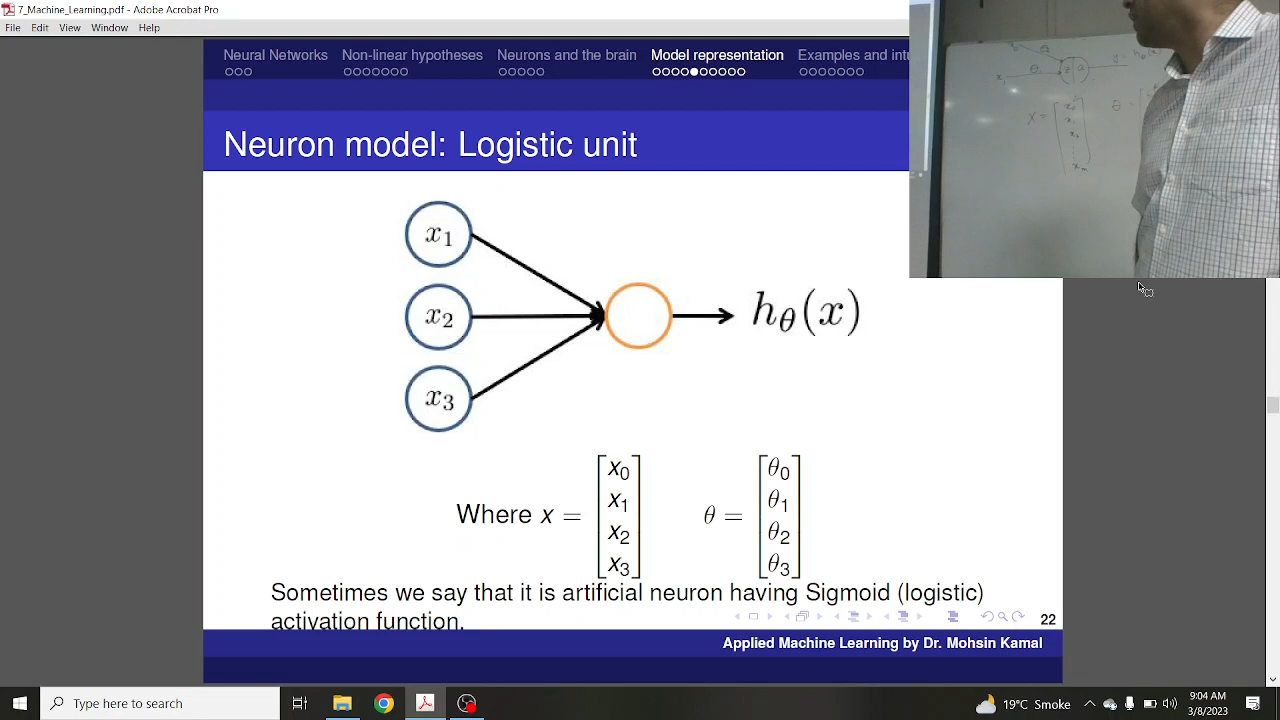 7_Machine_Learning.pdf - Adobe Acrobat Pro
File Edit View Window Help
Neural Networks Non-linear hypotheses Neurons and the brain Model representation Examples and
Neuron model: Logistic unit
x₁
x₂
x₃
hθ(x)
Where x = [x₀ x₁ x₂ x₃] θ = [θ₀ θ₁ θ₂ θ₃]
Sometimes we say that it is artificial neuron having Sigmoid (logistic)
activation function.
22
Applied Machine Learning by Dr. Mohsin Kamal
Type here to search
19°C Smoke
9:04 AM
3/8/2023